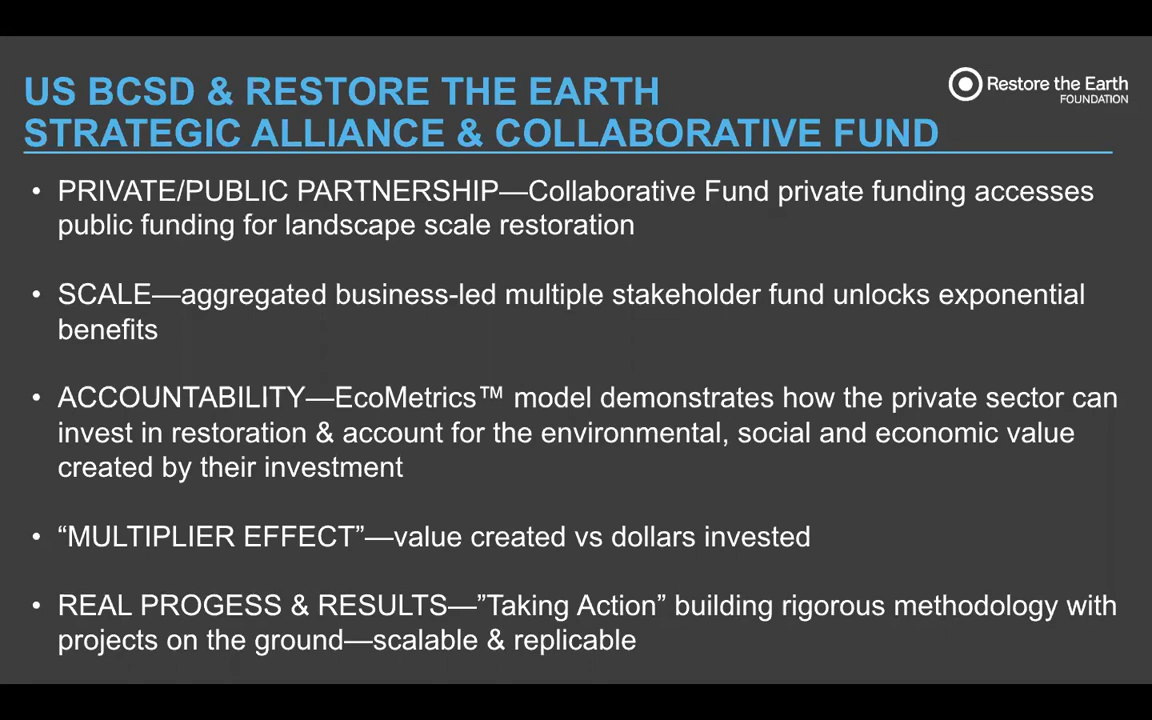 US BCSD & RESTORE THE EARTH
STRATEGIC ALLIANCE & COLLABORATIVE FUND
Restore the Earth
FOUNDATION
• PRIVATE/PUBLIC PARTNERSHIP—Collaborative Fund private funding accesses
public funding for landscape scale restoration
• SCALE—aggregated business-led multiple stakeholder fund unlocks exponential
benefits
• ACCOUNTABILITY—EcoMetrics™ model demonstrates how the private sector can
invest in restoration & account for the environmental, social and economic value
created by their investment
• “MULTIPLIER EFFECT”—value created vs dollars invested
• REAL PROGESS & RESULTS—”Taking Action” building rigorous methodology with
projects on the ground—scalable & replicable